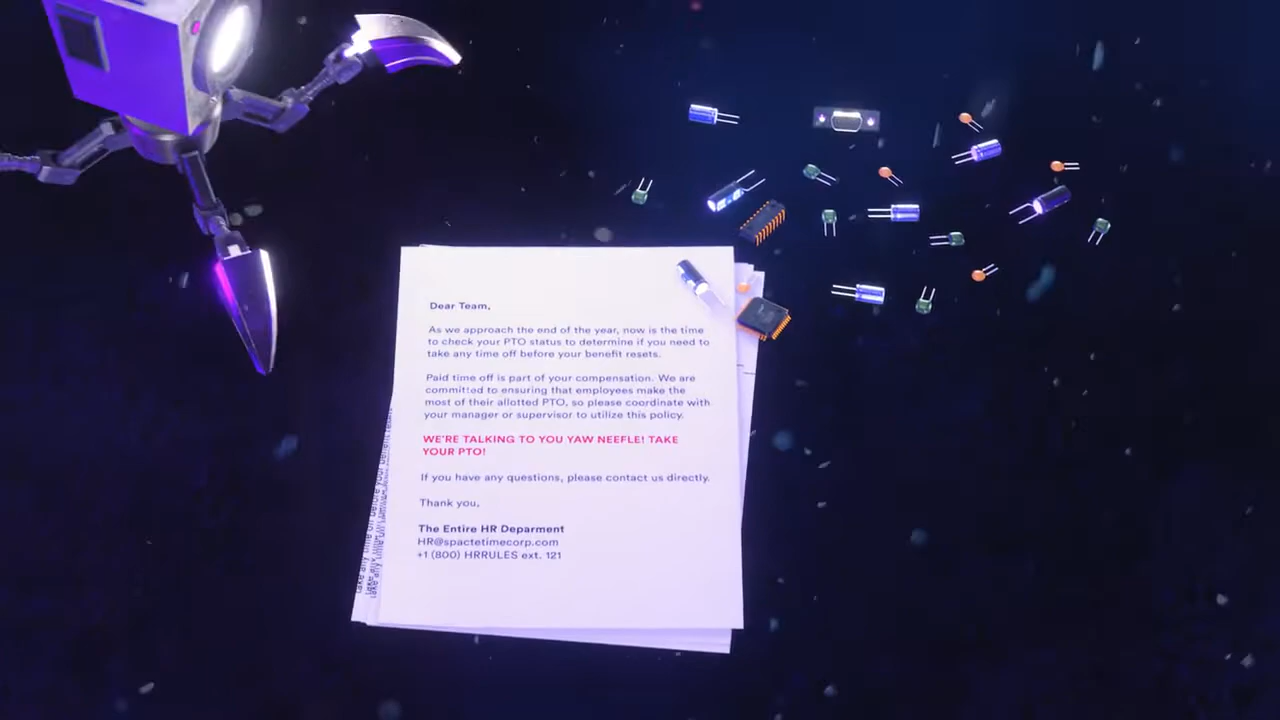 Dear Team,
As we approach the end of the year, now is the time
to check your PTO status to determine if you need to
take any time off before your benefit resets.
Paid time off is part of your compensation. We are
committed to ensuring that employees make the
most of their allotted PTO, so please coordinate with
your manager or supervisor to utilize this policy.
WE'RE TALKING TO YOU YAW NEEFLE! TAKE
YOUR PTO!
If you have any questions, please contact us directly.
Thank you,
The Entire HR Deparment
HR@spactetimecorp.com
+1 (800) HRRULES ext. 121